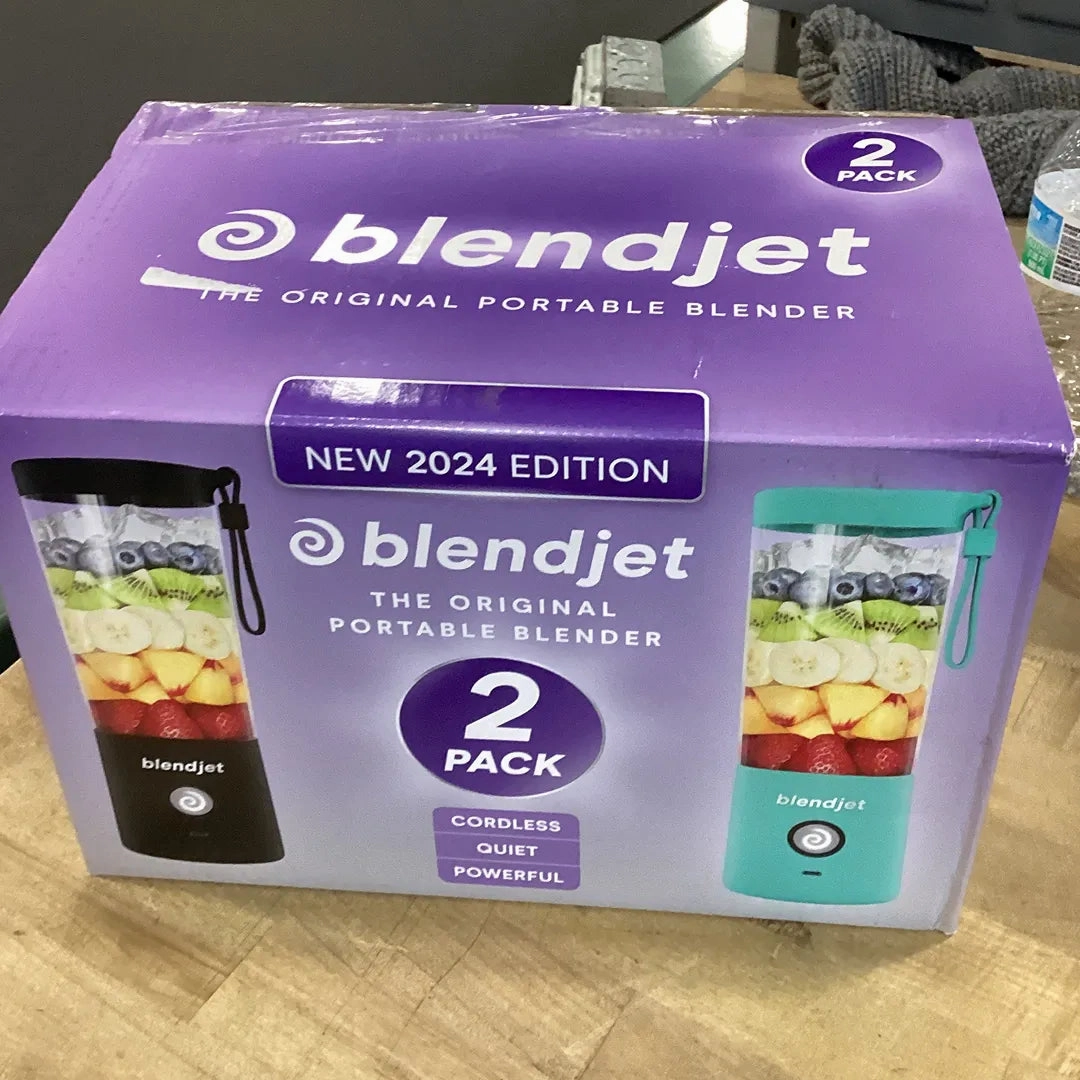 2
PACK
blendjet
THE ORIGINAL PORTABLE BLENDER
NEW 2024 EDITION
blendjet
THE ORIGINAL
PORTABLE BLENDER
2
PACK
CORDLESS
QUIET
POWERFUL
blendjet
blendjet